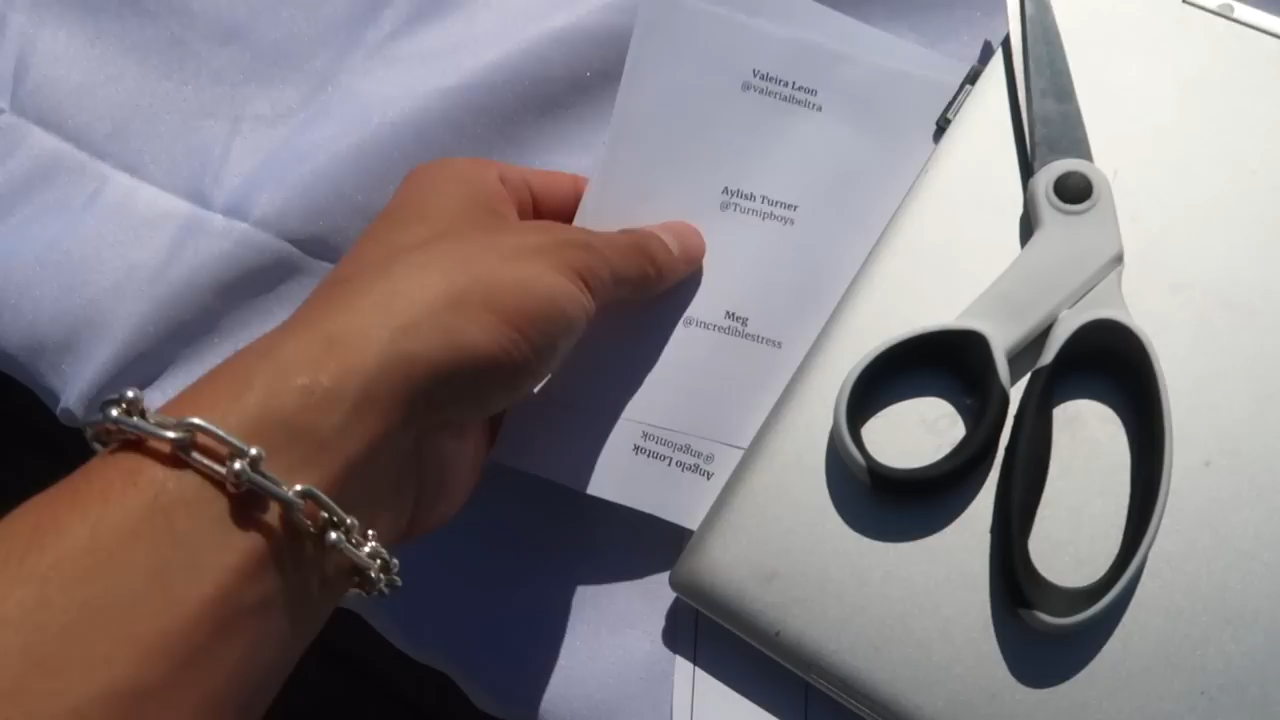 Valeira Leon
@valerialbeltra
Aylish Turner
@Turnipboys
Meg
@incrediblestress
Angelo Lontok
@angelontok